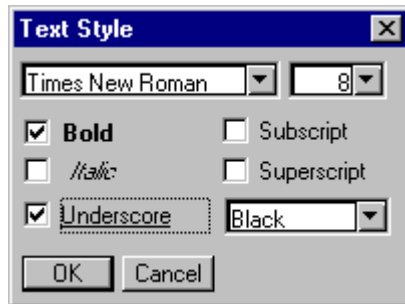 Text Style
Times New Roman 8
Bold Subscript
Italic Superscript
Underscore Black
OK Cancel